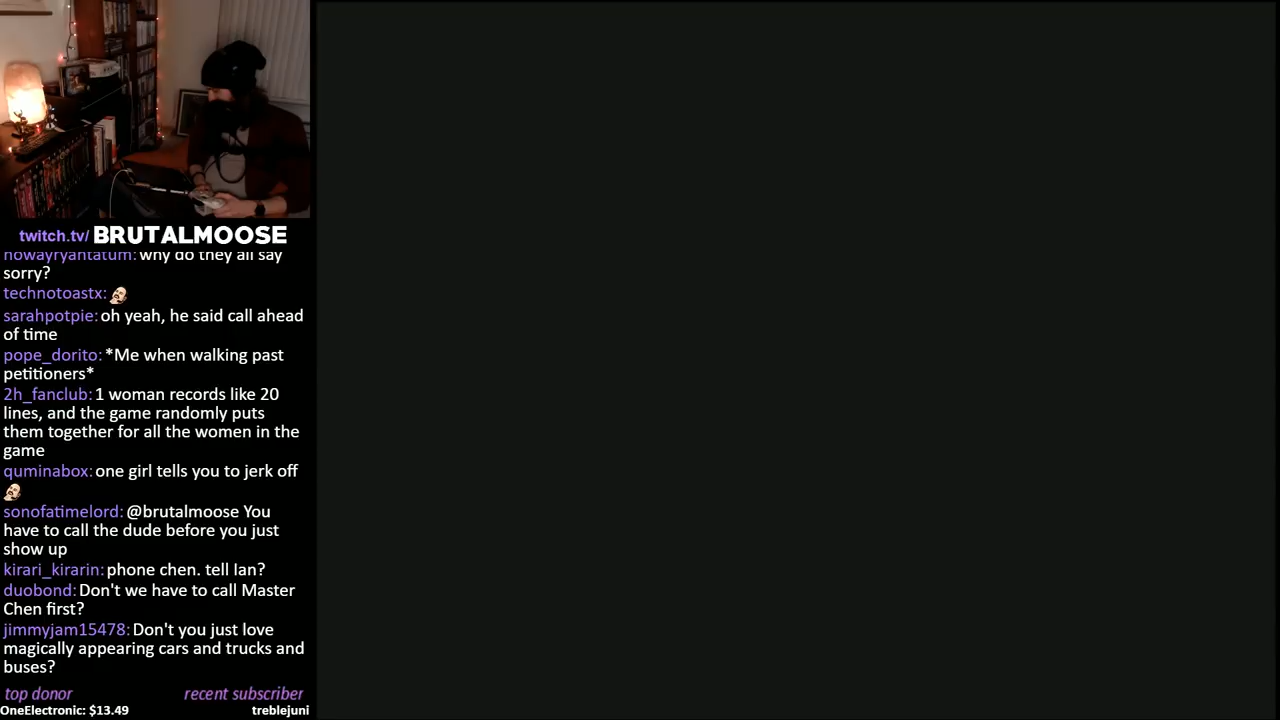 twitch.tv/ BRUTALMOOSE
nowayryantatum: why do they all say
sorry?
technotoastx:
sarahpotpie: oh yeah, he said call ahead
of time
pope_dorito: *Me when walking past
petitioners*
2h_fanclub: 1 woman records like 20
lines, and the game randomly puts
them together for all the women in the
game
quminabox: one girl tells you to jerk off
sonofatimelord: @brutalmoose You
have to call the dude before you just
show up
kirari_kirarin: phone chen. tell Ian?
duobond: Don't we have to call Master
Chen first?
jimmyjam15478: Don't you just love
magically appearing cars and trucks and
buses?
top donor recent subscriber
OneElectronic: $13.49 treblejuni